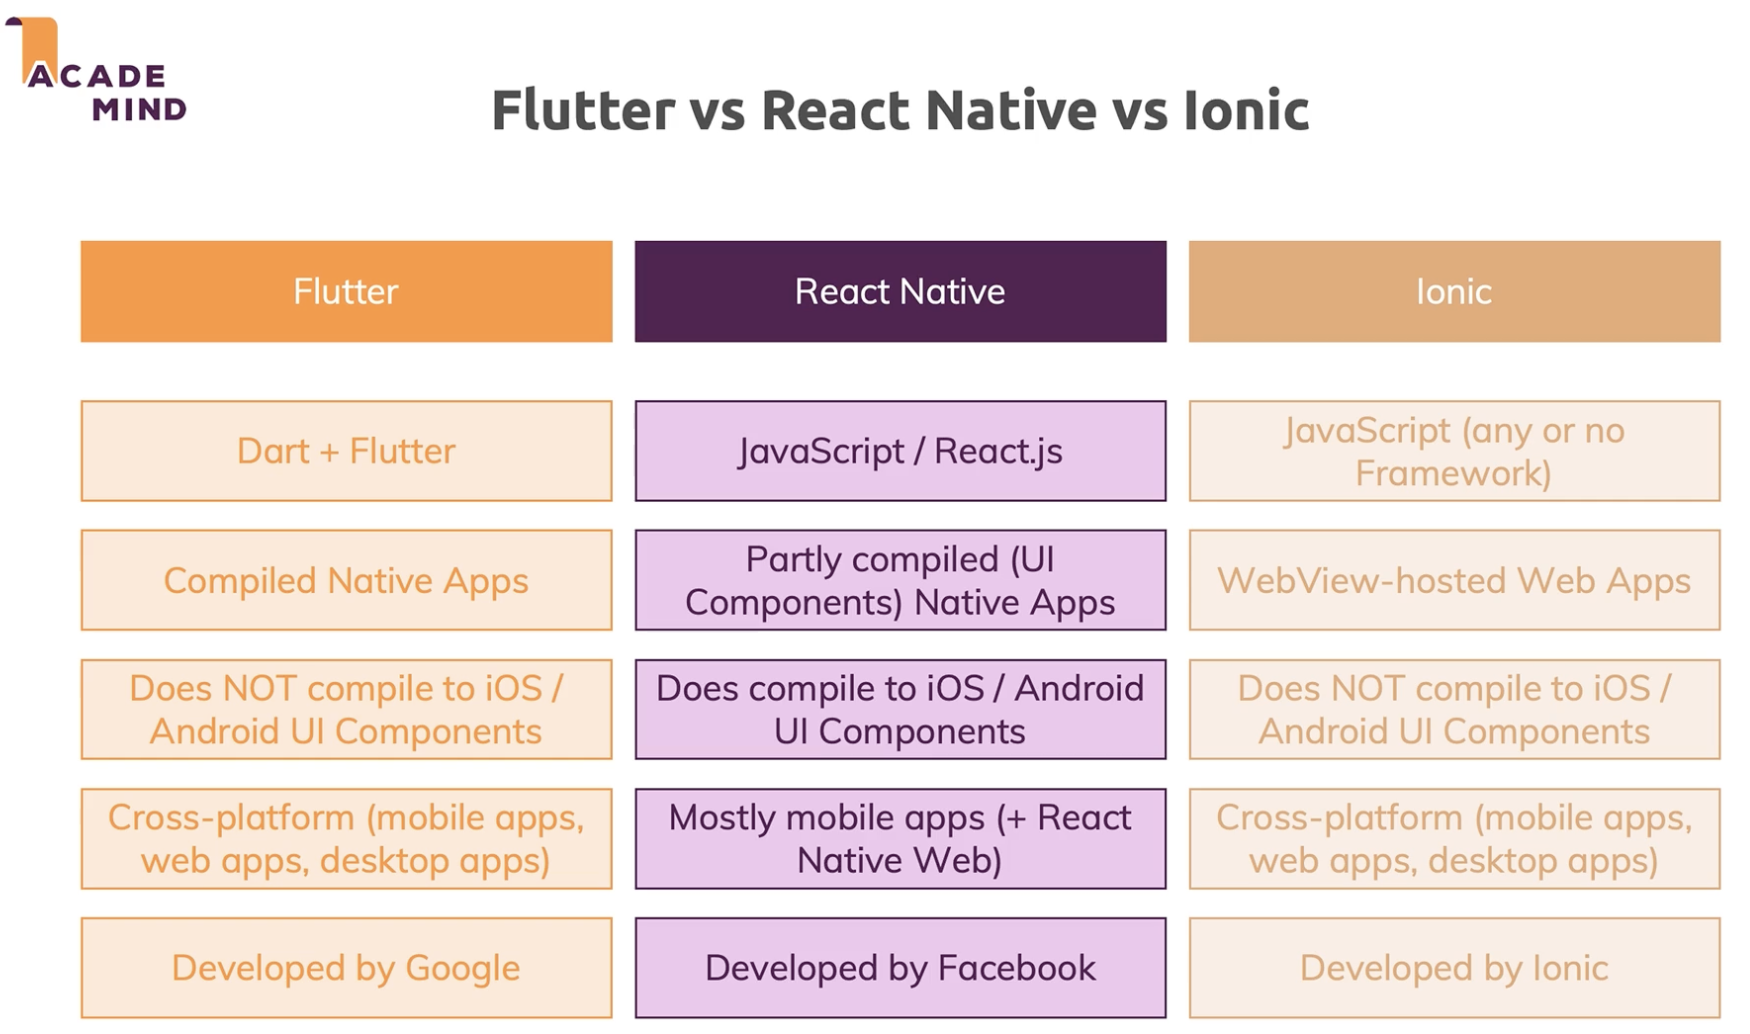 ACADE
MIND
Flutter vs React Native vs Ionic
Flutter
React Native
Ionic
Dart + Flutter
JavaScript / React.js
JavaScript (any or no
Framework)
Compiled Native Apps
Partly compiled (UI
Components) Native Apps
WebView-hosted Web Apps
Does NOT compile to iOS /
Android UI Components
Does compile to iOS / Android
UI Components
Does NOT compile to iOS /
Android UI Components
Cross-platform (mobile apps,
web apps, desktop apps)
Mostly mobile apps (+ React
Native Web)
Cross-platform (mobile apps,
web apps, desktop apps)
Developed by Google
Developed by Facebook
Developed by Ionic